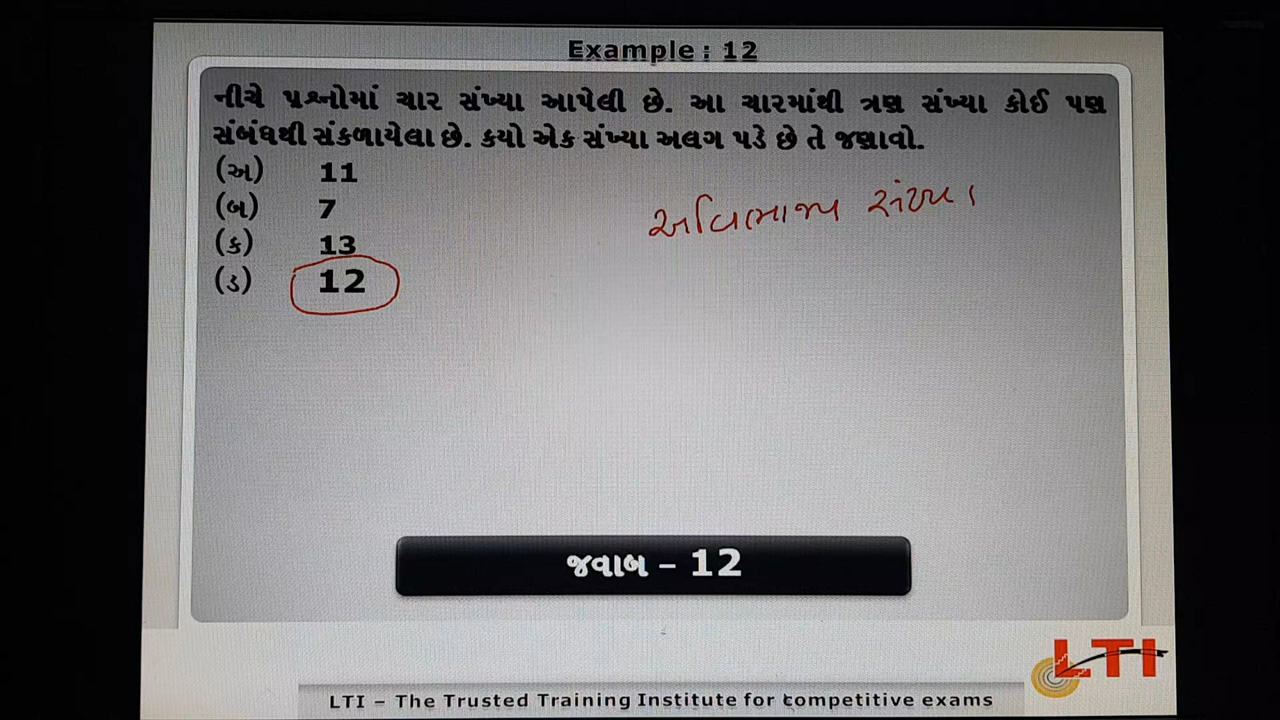 Example : 12
નીચે પ્રશ્નોમાં ચાર સંખ્યા આપેલી છે. આ ચારમાંથી ત્રણ સંખ્યા કોઈ પણ
સંબંધથી સંકળાયેલા છે. કયો એક સંખ્યા અલગ પડે છે તે જણાવો.
(અ) 11
(બ) 7
(ક) 13
(ડ) 12
અવિભાજ્ય સંખ્યા
જવાબ – 12
LTI
LTI – The Trusted Training Institute for competitive exams